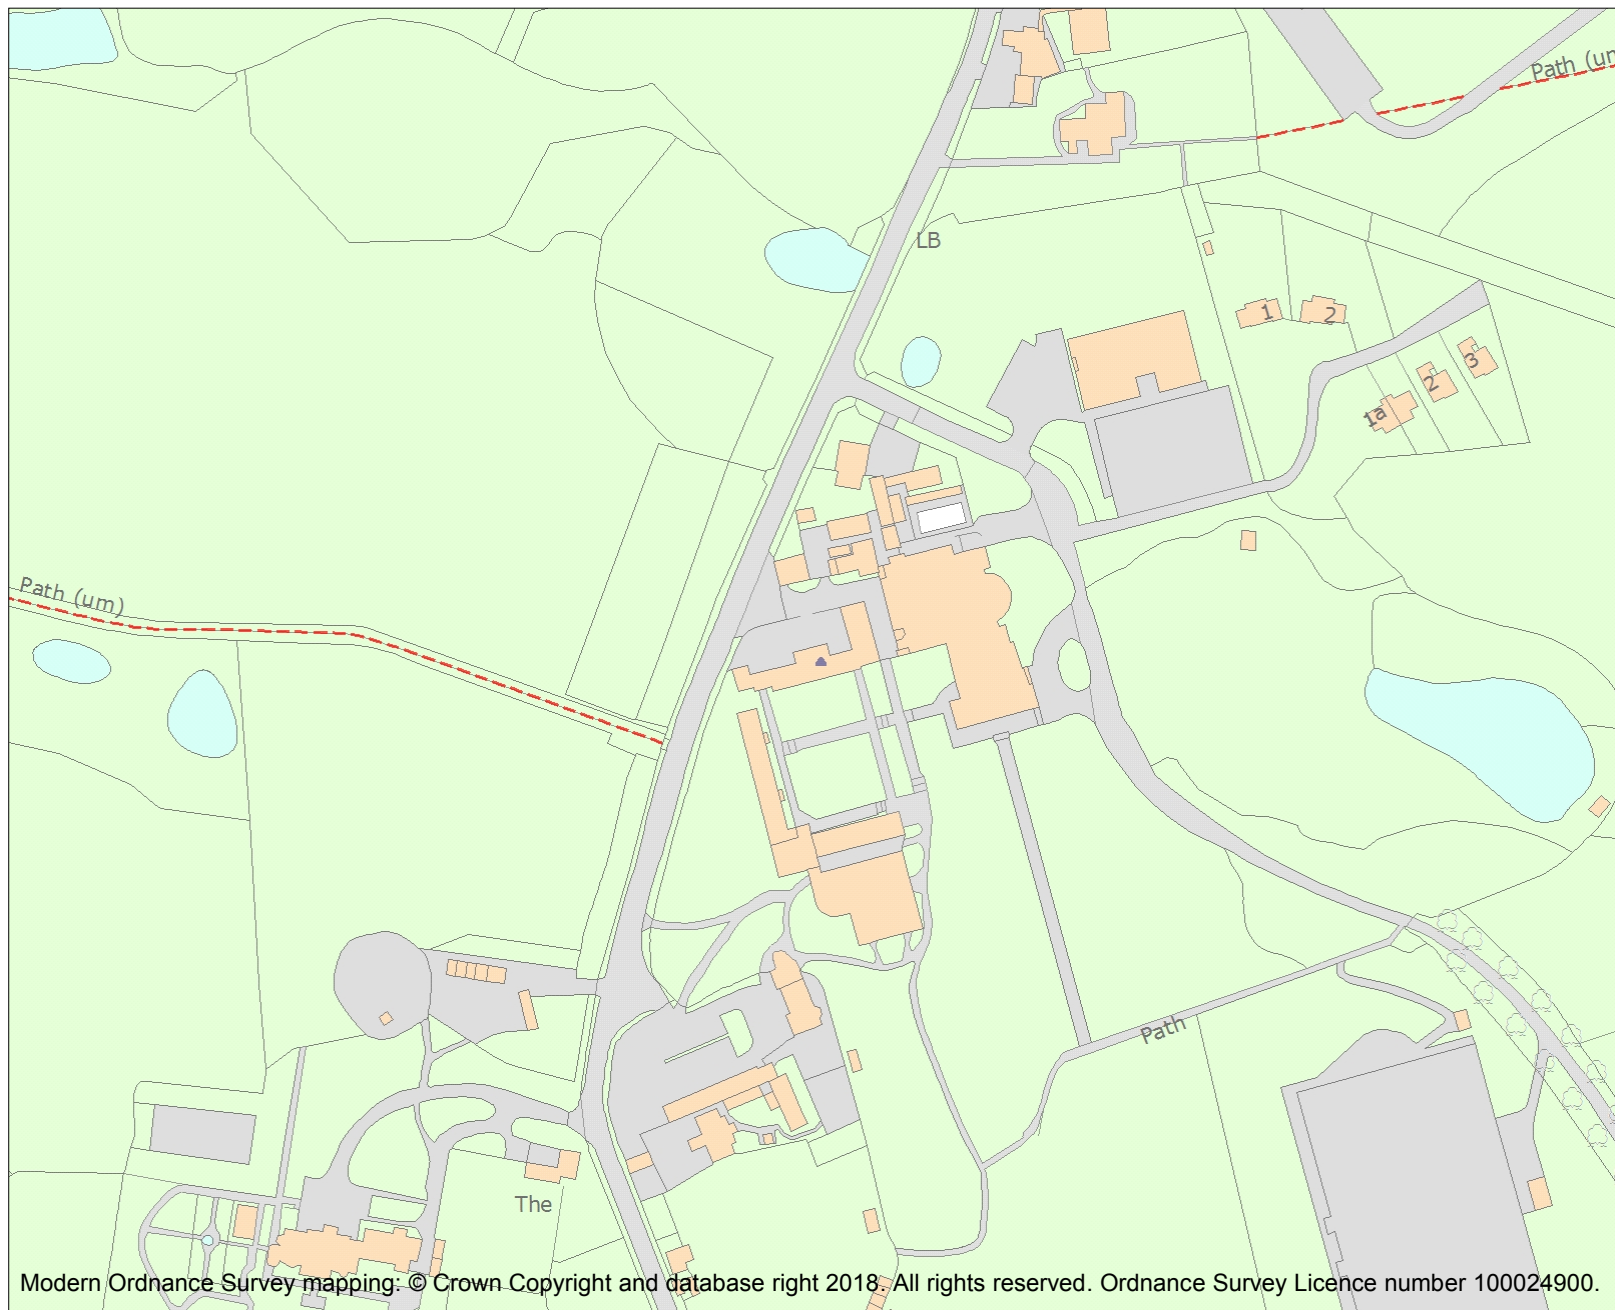 Path (un
LB
1
2
3
2
1a
Path (um)
Path
The
Modern Ordnance Survey mapping: © Crown Copyright and database right 2018. All rights reserved. Ordnance Survey Licence number 100024900.